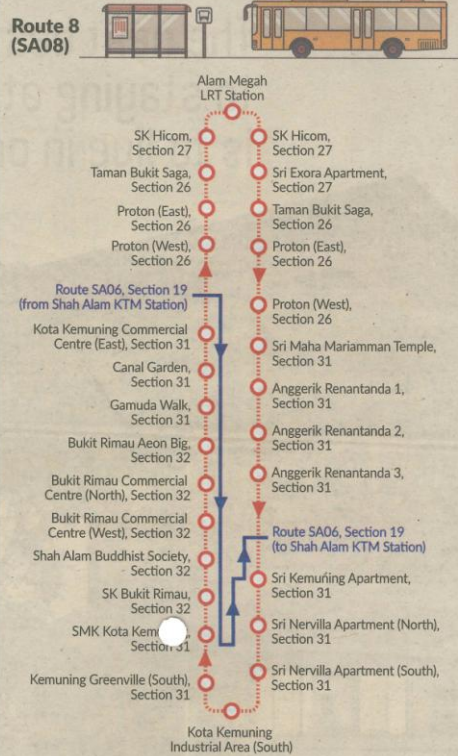 Route 8
(SA08)
Alam Megah
LRT Station
SK Hicom,
Section 27
Taman Bukit Saga,
Section 26
Proton (East),
Section 26
Proton (West),
Section 26
Route SA06, Section 19
(from Shah Alam KTM Station)
Kota Kemuning Commercial
Centre (East), Section 31
Canal Garden,
Section 31
Gamuda Walk,
Section 31
Bukit Rimau Aeon Big,
Section 32
Bukit Rimau Commercial
Centre (North), Section 32
Bukit Rimau Commercial
Centre (West), Section 32
Shah Alam Buddhist Society,
Section 32
SK Bukit Rimau,
Section 32
SMK Kota
Section 31
Kemuning Greenville (South),
Section 31
SK Hicom,
Section 27
Sri Exora Apartment,
Section 27
Taman Bukit Saga,
Section 26
Proton (East),
Section 26
Proton (West),
Section 26
Sri Maha Mariamman Temple,
Section 31
Anggerik Renantanda 1,
Section 31
Anggerik Renantanda 2,
Section 31
Anggerik Renantanda 3,
Section 31
Route SA06, Section 19
(to Shah Alam KTM Station)
Sri Kemuning Apartment,
Section 31
Sri Nervilla Apartment (North),
Section 31
Sri Nervilla Apartment (South),
Section 31
Kota Kemuning
Industrial Area (South)